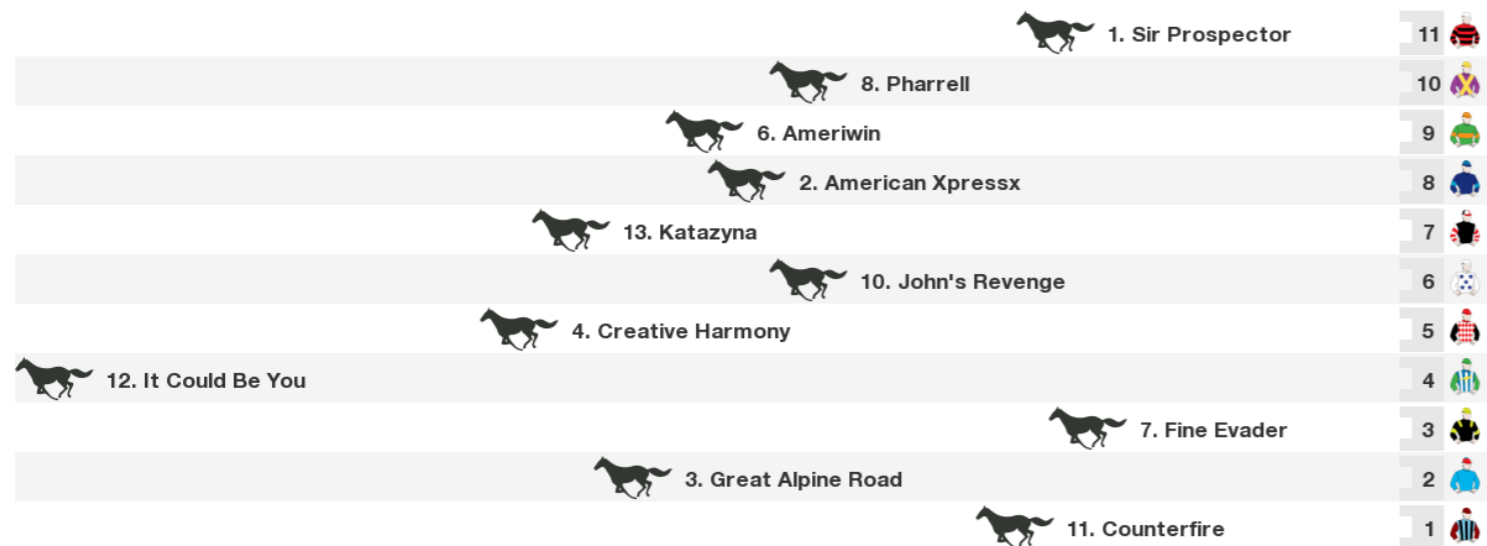 1. Sir Prospector 11
8. Pharrell 10
6. Ameriwin 9
2. American Xpressx 8
13. Katazyna 7
10. John's Revenge 6
4. Creative Harmony 5
12. It Could Be You 4
7. Fine Evader 3
3. Great Alpine Road 2
11. Counterfire 1